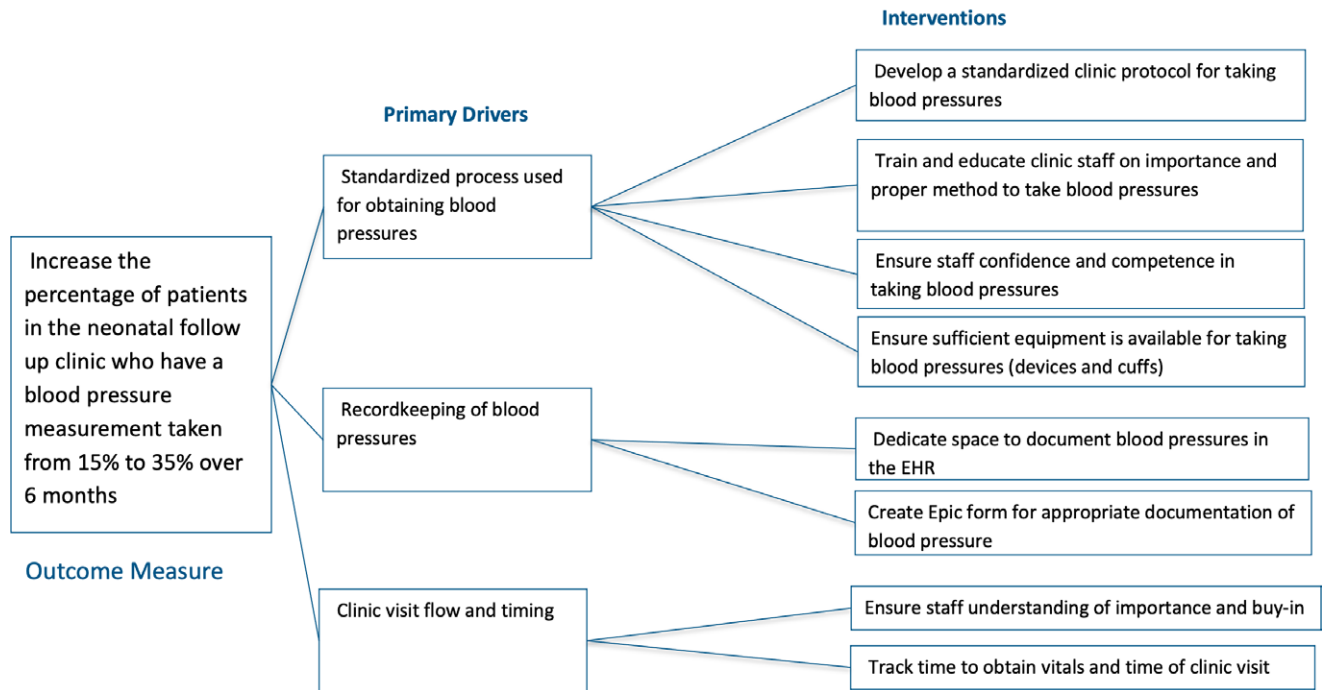 Interventions
Develop a standardized clinic protocol for taking
blood pressures
Primary Drivers
Standardized process used
for obtaining blood
pressures
Train and educate clinic staff on importance and
proper method to take blood pressures
Increase the
percentage of patients
in the neonatal follow
up clinic who have a
blood pressure
measurement taken
from 15% to 35% over
6 months
Ensure staff confidence and competence in
taking blood pressures
Ensure sufficient equipment is available for taking
blood pressures (devices and cuffs)
Recordkeeping of blood
pressures
Dedicate space to document blood pressures in
the EHR
Create Epic form for appropriate documentation of
blood pressure
Outcome Measure
Clinic visit flow and timing
Ensure staff understanding of importance and buy-in
Track time to obtain vitals and time of clinic visit